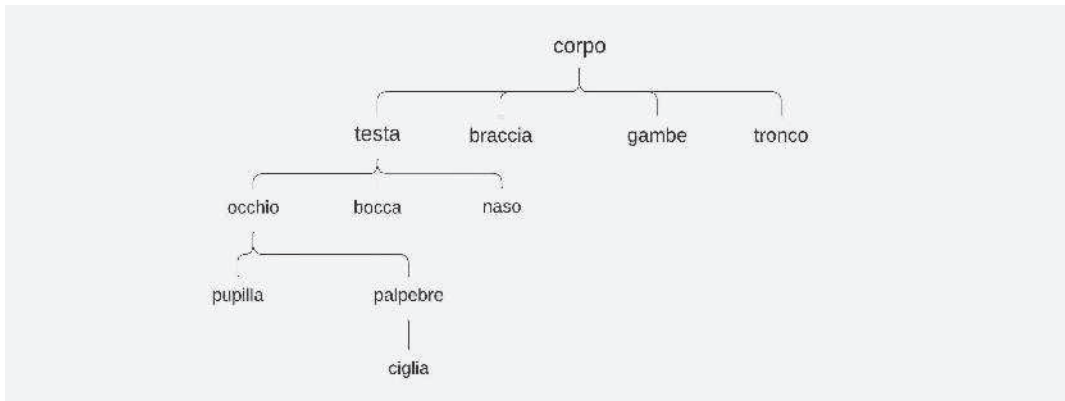 corpo
testa braccia gambe tronco
occhio bocca naso
pupilla palpebre
ciglia